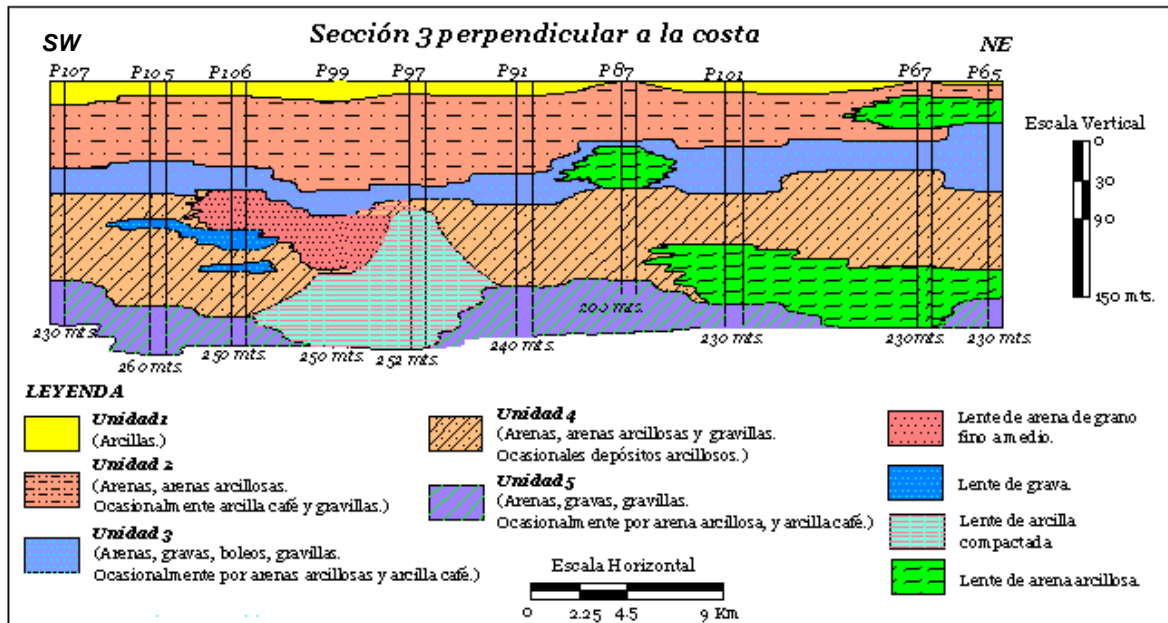 Sección 3 perpendicular a la costa
SW
NE
P107 P105 P106 P99 P97 P91 P87 P101 P67 P65
Escala Vertical
0
30
90
150 mts.
200 mts.
230 mts.
260 mts.
250 mts.
250 mts.
252 mts.
240 mts.
230 mts.
230 mts.
230 mts.
LEYENDA
Unidad 1
(Arcillas.)
Unidad 2
(Arenas, arenas arcillosas.
Ocasionalmente arcilla café y gravillas.)
Unidad 3
(Arenas, gravas, boleos, gravillas.
Ocasionalmente por arenas arcillosas y arcilla café.)
Unidad 4
(Arenas, arenas arcillosas y gravillas.
Ocasionales depósitos arcillosos.)
Unidad 5
(Arenas, gravas, gravillas.
Ocasionalmente por arena arcillosa, y arcilla café.)
Escala Horizontal
0 2.25 4.5 9 Km
Lente de arena de grano
fino a medio.
Lente de grava.
Lente de arcilla
compactada
Lente de arena arcillosa.